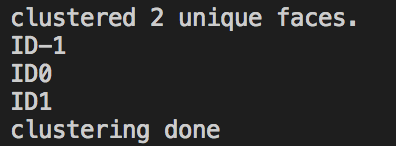 clustered 2 unique faces.
ID-1
ID0
ID1
clustering done